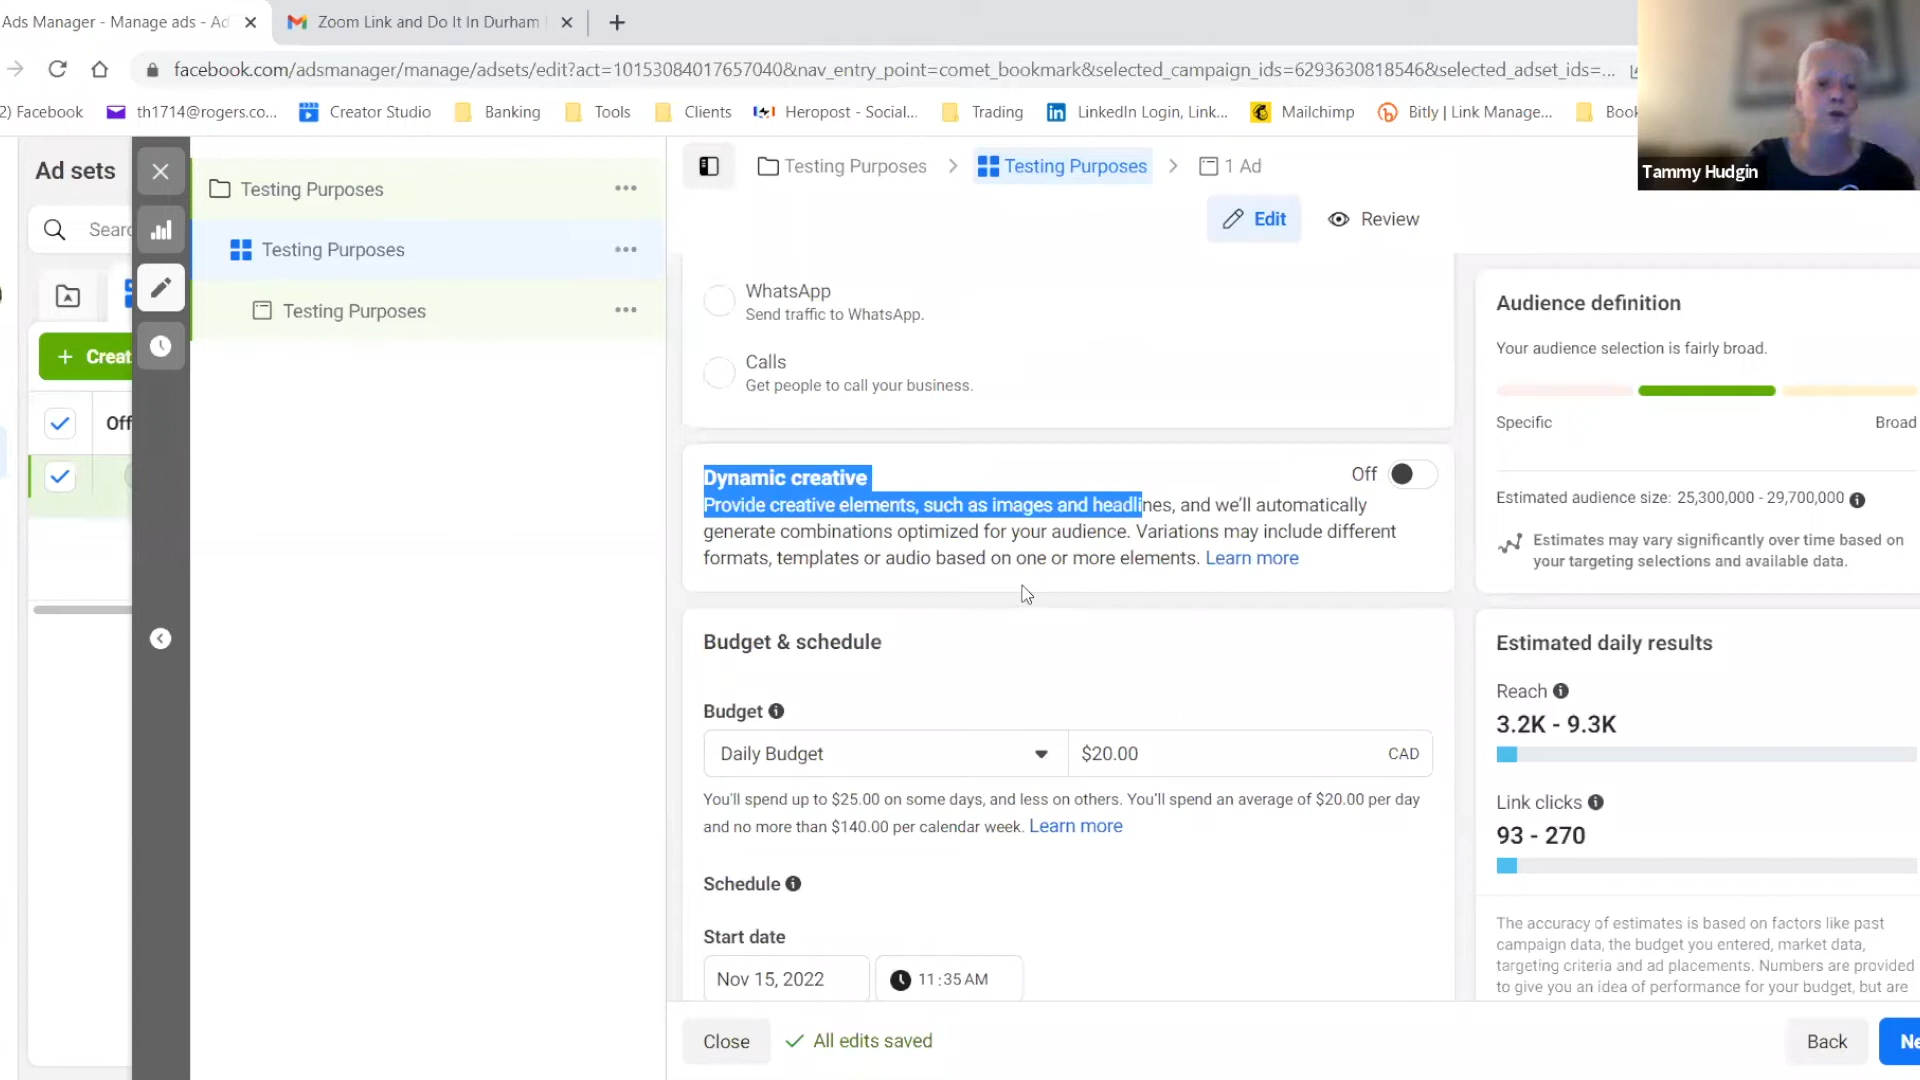 Ads Manager - Manage ads - Ad
Zoom Link and Do It In Durham
facebook.com/adsmanager/manage/adsets/edit?act=10153084017657040&nav_entry_point=comet_bookmark&selected_campaign_ids=6293630818546&selected_adset_ids=...
2) Facebook
th1714@rogers.co...
Creator Studio
Banking
Tools
Clients
Heropost - Social...
Trading
LinkedIn Login, Link...
Mailchimp
Bitly | Link Manage...
Book
Tammy Hudgin
Ad sets
Searc
+ Creat
Off
Testing Purposes
Testing Purposes
Testing Purposes
Testing Purposes > Testing Purposes > 1 Ad
Edit
Review
WhatsApp
Send traffic to WhatsApp.
Calls
Get people to call your business.
Dynamic creative
Off
Provide creative elements, such as images and headlines, and we'll automatically
generate combinations optimized for your audience. Variations may include different
formats, templates or audio based on one or more elements. Learn more
Budget & schedule
Budget
Daily Budget
$20.00
CAD
You'll spend up to $25.00 on some days, and less on others. You'll spend an average of $20.00 per day
and no more than $140.00 per calendar week. Learn more
Schedule
Start date
Nov 15, 2022
11:35 AM
Close
All edits saved
Back
Ne
Audience definition
Your audience selection is fairly broad.
Specific
Broad
Estimated audience size: 25,300,000 - 29,700,000
Estimates may vary significantly over time based on
your targeting selections and available data.
Estimated daily results
Reach
3.2K - 9.3K
Link clicks
93 - 270
The accuracy of estimates is based on factors like past
campaign data, the budget you entered, market data,
targeting criteria and ad placements. Numbers are provided
to give you an idea of performance for your budget, but are